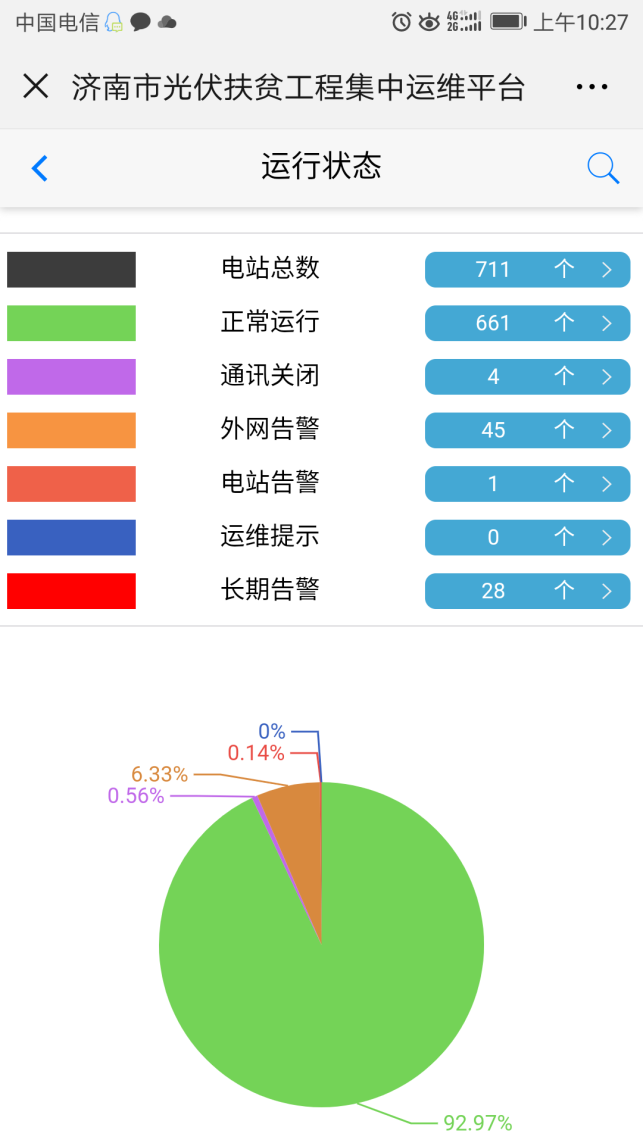 中国电信 4G 2G 上午10:27
济南市光伏扶贫工程集中运维平台
运行状态
电站总数 711 个
正常运行 661 个
通讯关闭 4 个
外网告警 45 个
电站告警 1 个
运维提示 0 个
长期告警 28 个
0%
0.14%
6.33%
0.56%
92.97%